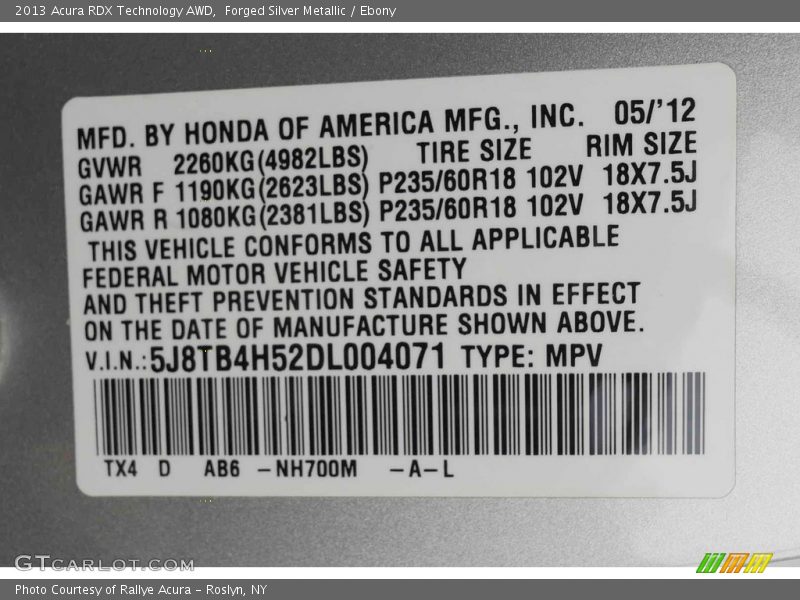 2013 Acura RDX Technology AWD, Forged Silver Metallic / Ebony
MFD. BY HONDA OF AMERICA MFG., INC. 05/'12
GVWR 2260KG(4982LBS) TIRE SIZE RIM SIZE
GAWR F 1190KG(2623LBS) P235/60R18 102V 18X7.5J
GAWR R 1080KG(2381LBS) P235/60R18 102V 18X7.5J
THIS VEHICLE CONFORMS TO ALL APPLICABLE
FEDERAL MOTOR VEHICLE SAFETY
AND THEFT PREVENTION STANDARDS IN EFFECT
ON THE DATE OF MANUFACTURE SHOWN ABOVE.
V.I.N.:5J8TB4H52DL004071 TYPE: MPV
TX4 D AB6 -NH700M -A-L
GTCARLOT.COM
Photo Courtesy of Rallye Acura - Roslyn, NY